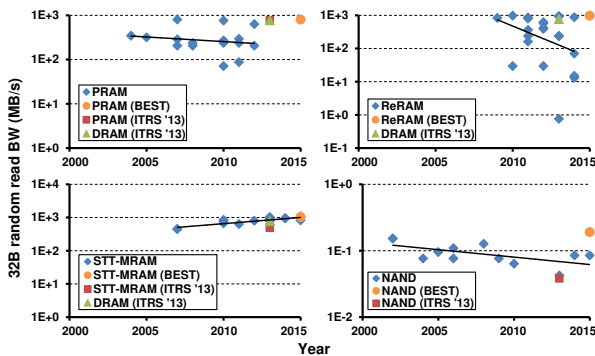 32B random read BW (MB/s)
1E+3
1E+2
1E+1
1E+0
PRAM
PRAM (BEST)
PRAM (ITRS '13)
DRAM (ITRS '13)
2000 2005 2010 2015
1E+3
1E+2
1E+1
1E+0
1E-1
ReRAM
ReRAM (BEST)
DRAM (ITRS '13)
2000 2005 2010 2015
1E+4
1E+3
1E+2
1E+1
1E+0
STT-MRAM
STT-MRAM (BEST)
STT-MRAM (ITRS '13)
DRAM (ITRS '13)
2000 2005 2010 2015
1E+0
1E-1
1E-2
NAND
NAND (BEST)
NAND (ITRS '13)
2000 2005 2010 2015
Year